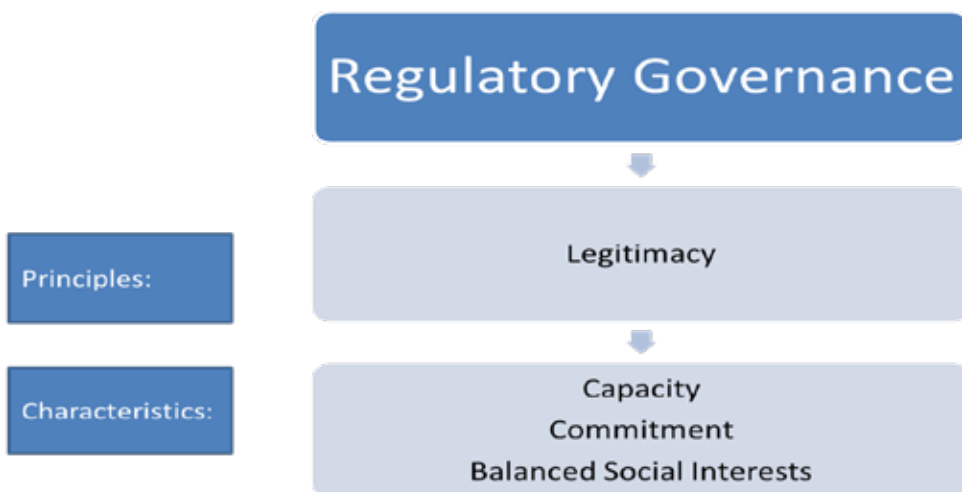 Regulatory Governance
Principles:
Legitimacy
Characteristics:
Capacity
Commitment
Balanced Social Interests